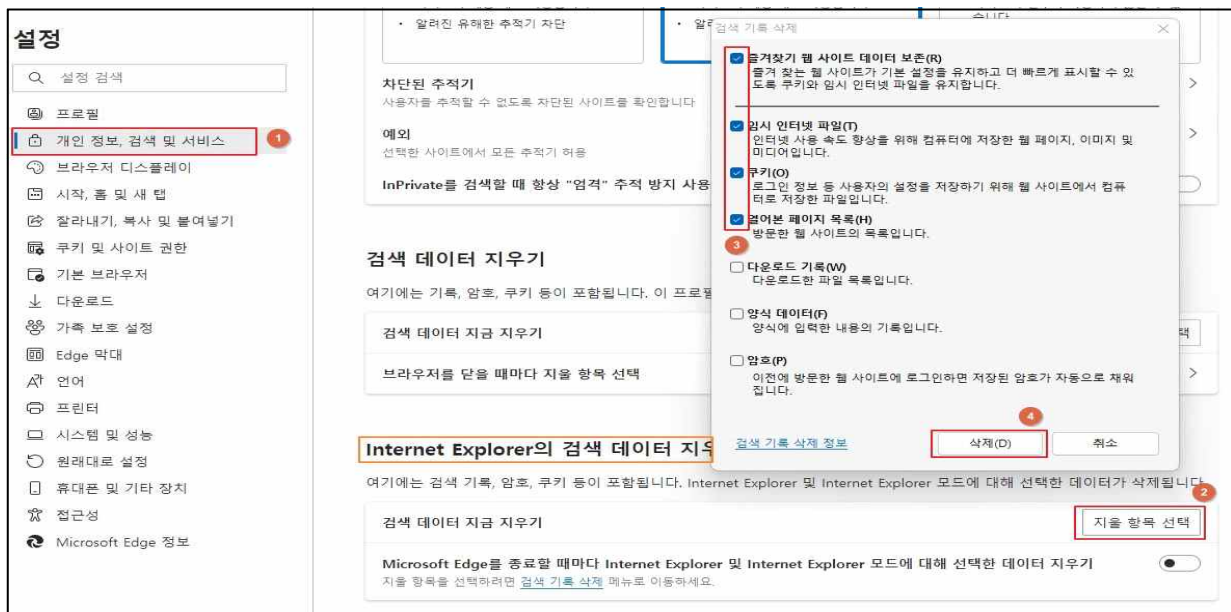 설정
설정 검색
프로필
개인 정보, 검색 및 서비스
1
브라우저 디스플레이
시작, 홈 및 새 탭
잘라내기, 복사 및 붙여넣기
쿠키 및 사이트 권한
기본 브라우저
다운로드
가족 보호 설정
Edge 막대
언어
프린터
시스템 및 성능
원래대로 설정
휴대폰 및 기타 장치
접근성
Microsoft Edge 정보
• 알려진 유해한 추적기 차단
차단된 추적기
사용자를 추적할 수 없도록 차단된 사이트를 확인합니다
예외
선택한 사이트에서 모든 추적기 허용
InPrivate를 검색할 때 항상 "엄격" 추적 방지 사용
검색 데이터 지우기
여기에는 기록, 암호, 쿠키 등이 포함됩니다. 이
검색 데이터 지금 지우기
브라우저를 닫을 때마다 지울 항목 선택
Internet Explorer의 검색 데이터
여기에는 검색 기록, 암호, 쿠키 등이 포함됩니다. Internet Explorer 및 Internet Explorer 모드에 대해 선택한 데이터가 삭제됩니다.
2
검색 데이터 지금 지우기
지울 항목 선택
Microsoft Edge를 종료할 때마다 Internet Explorer 및 Internet Explorer 모드에 대해 선택한 데이터 지우기
지울 항목을 선택하려면 검색 기록 삭제 메뉴로 이동하세요.
검색 기록 삭제
즐겨찾기 웹 사이트 데이터 보존(R)
즐겨 찾는 웹 사이트가 기본 설정을 유지하고 더 빠르게 표시할 수 있
도록 쿠키와 임시 인터넷 파일을 유지합니다.
임시 인터넷 파일(T)
인터넷 사용 속도 향상을 위해 컴퓨터에 저장한 웹 페이지, 이미지 및
미디어입니다.
쿠키(O)
로그인 정보 등 사용자의 설정을 저장하기 위해 웹 사이트에서 컴퓨
터로 저장한 파일입니다.
열어본 페이지 목록(H)
방문한 웹 사이트의 목록입니다.
3
다운로드 기록(W)
다운로드한 파일 목록입니다.
양식 데이터(F)
양식에 입력한 내용의 기록입니다.
암호(P)
이전에 방문한 웹 사이트에 로그인하면 저장된 암호가 자동으로 채워
집니다.
4
검색 기록 삭제 정보
삭제(D)
취소